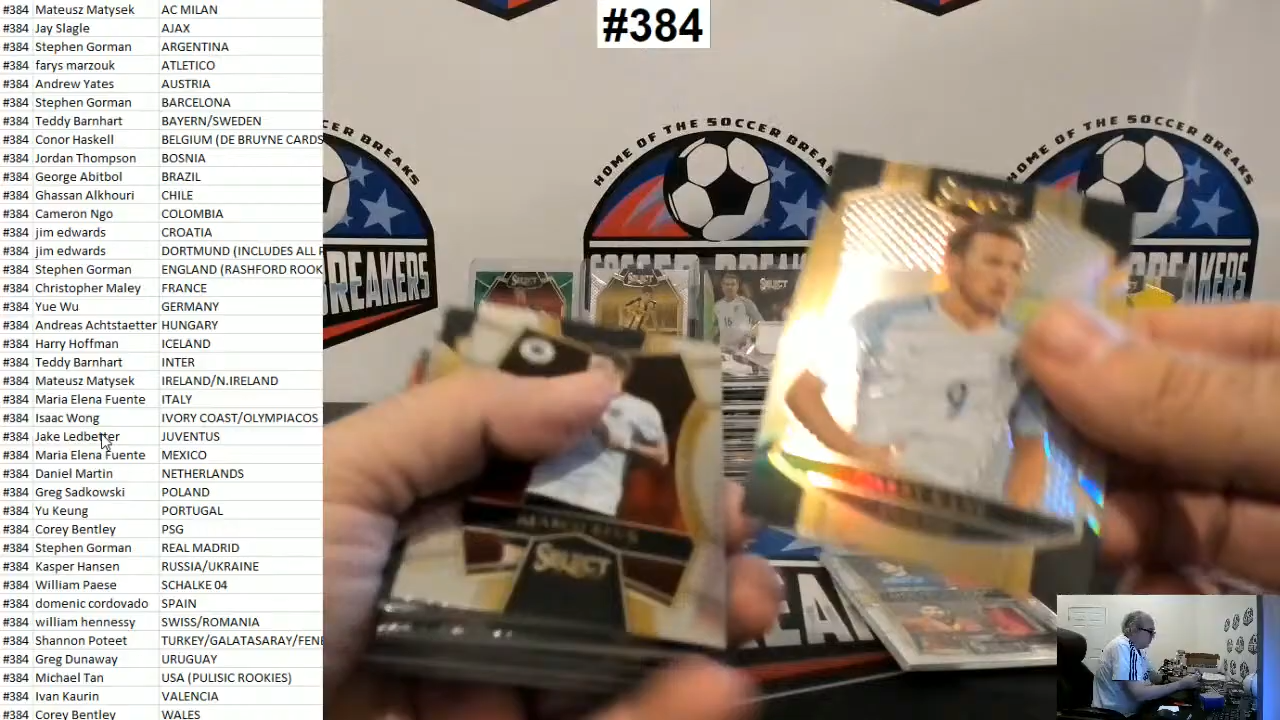 #384 Mateusz Matysek AC MILAN
#384 Jay Slagle AJAX
#384 Stephen Gorman ARGENTINA
#384 farys marzouk ATLETICO
#384 Andrew Yates AUSTRIA
#384 Stephen Gorman BARCELONA
#384 Teddy Barnhart BAYERN/SWEDEN
#384 Conor Haskell BELGIUM (DE BRUYNE CARDS
#384 Jordan Thompson BOSNIA
#384 George Abitbol BRAZIL
#384 Ghassan Alkhouri CHILE
#384 Cameron Ngo COLOMBIA
#384 jim edwards CROATIA
#384 jim edwards DORTMUND (INCLUDES ALL
#384 Stephen Gorman ENGLAND (RASHFORD ROOK
#384 Christopher Maley FRANCE
#384 Yue Wu GERMANY
#384 Andreas Achtstaetter HUNGARY
#384 Harry Hoffman ICELAND
#384 Teddy Barnhart INTER
#384 Mateusz Matysek IRELAND/N.IRELAND
#384 Maria Elena Fuente ITALY
#384 Isaac Wong IVORY COAST/OLYMPIACOS
#384 Jake Ledbetter JUVENTUS
#384 Maria Elena Fuente MEXICO
#384 Daniel Martin NETHERLANDS
#384 Greg Sadkowski POLAND
#384 Yu Keung PORTUGAL
#384 Corey Bentley PSG
#384 Stephen Gorman REAL MADRID
#384 Kasper Hansen RUSSIA/UKRAINE
#384 William Paese SCHALKE 04
#384 domenic cordovado SPAIN
#384 william hennessy SWISS/ROMANIA
#384 Shannon Poteet TURKEY/GALATASARAY/FENE
#384 Greg Dunaway URUGUAY
#384 Michael Tan USA (PULISIC ROOKIES)
#384 Ivan Kaurin VALENCIA
#384 Corey Bentley WALES
#384
HOME OF THE SOCCER BREAKS
HOME OF THE SOCCER BREAKS
BREAKERS
BREAKERS
SELECT
SELECT
SELECT
SELECT
9
SELECT